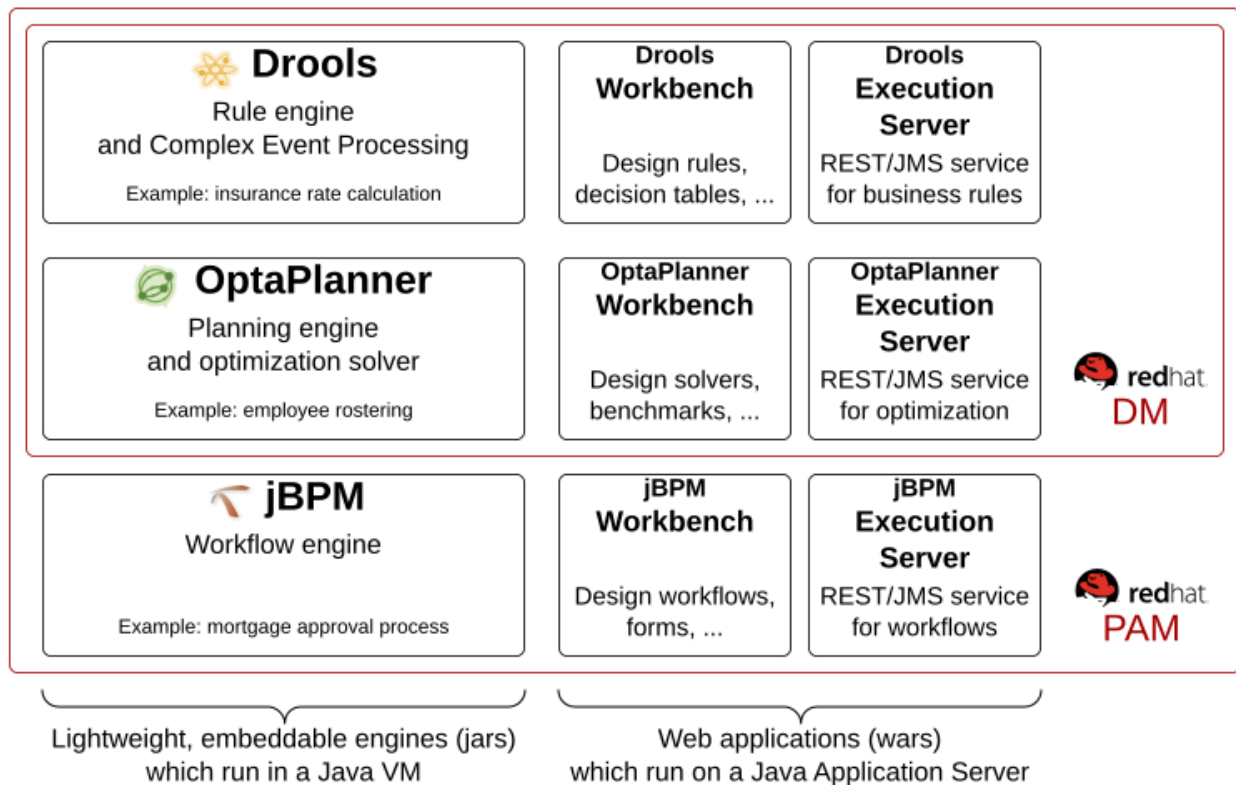 Drools
Rule engine
and Complex Event Processing
Example: insurance rate calculation
Drools
Workbench
Design rules,
decision tables, ...
Drools
Execution
Server
REST/JMS service
for business rules
OptaPlanner
Planning engine
and optimization solver
Example: employee rostering
OptaPlanner
Workbench
Design solvers,
benchmarks, ...
OptaPlanner
Execution
Server
REST/JMS service
for optimization
redhat.
DM
jBPM
Workflow engine
Example: mortgage approval process
jBPM
Workbench
Design workflows,
forms, ...
jBPM
Execution
Server
REST/JMS service
for workflows
redhat.
PAM
Lightweight, embeddable engines (jars)
which run in a Java VM
Web applications (wars)
which run on a Java Application Server